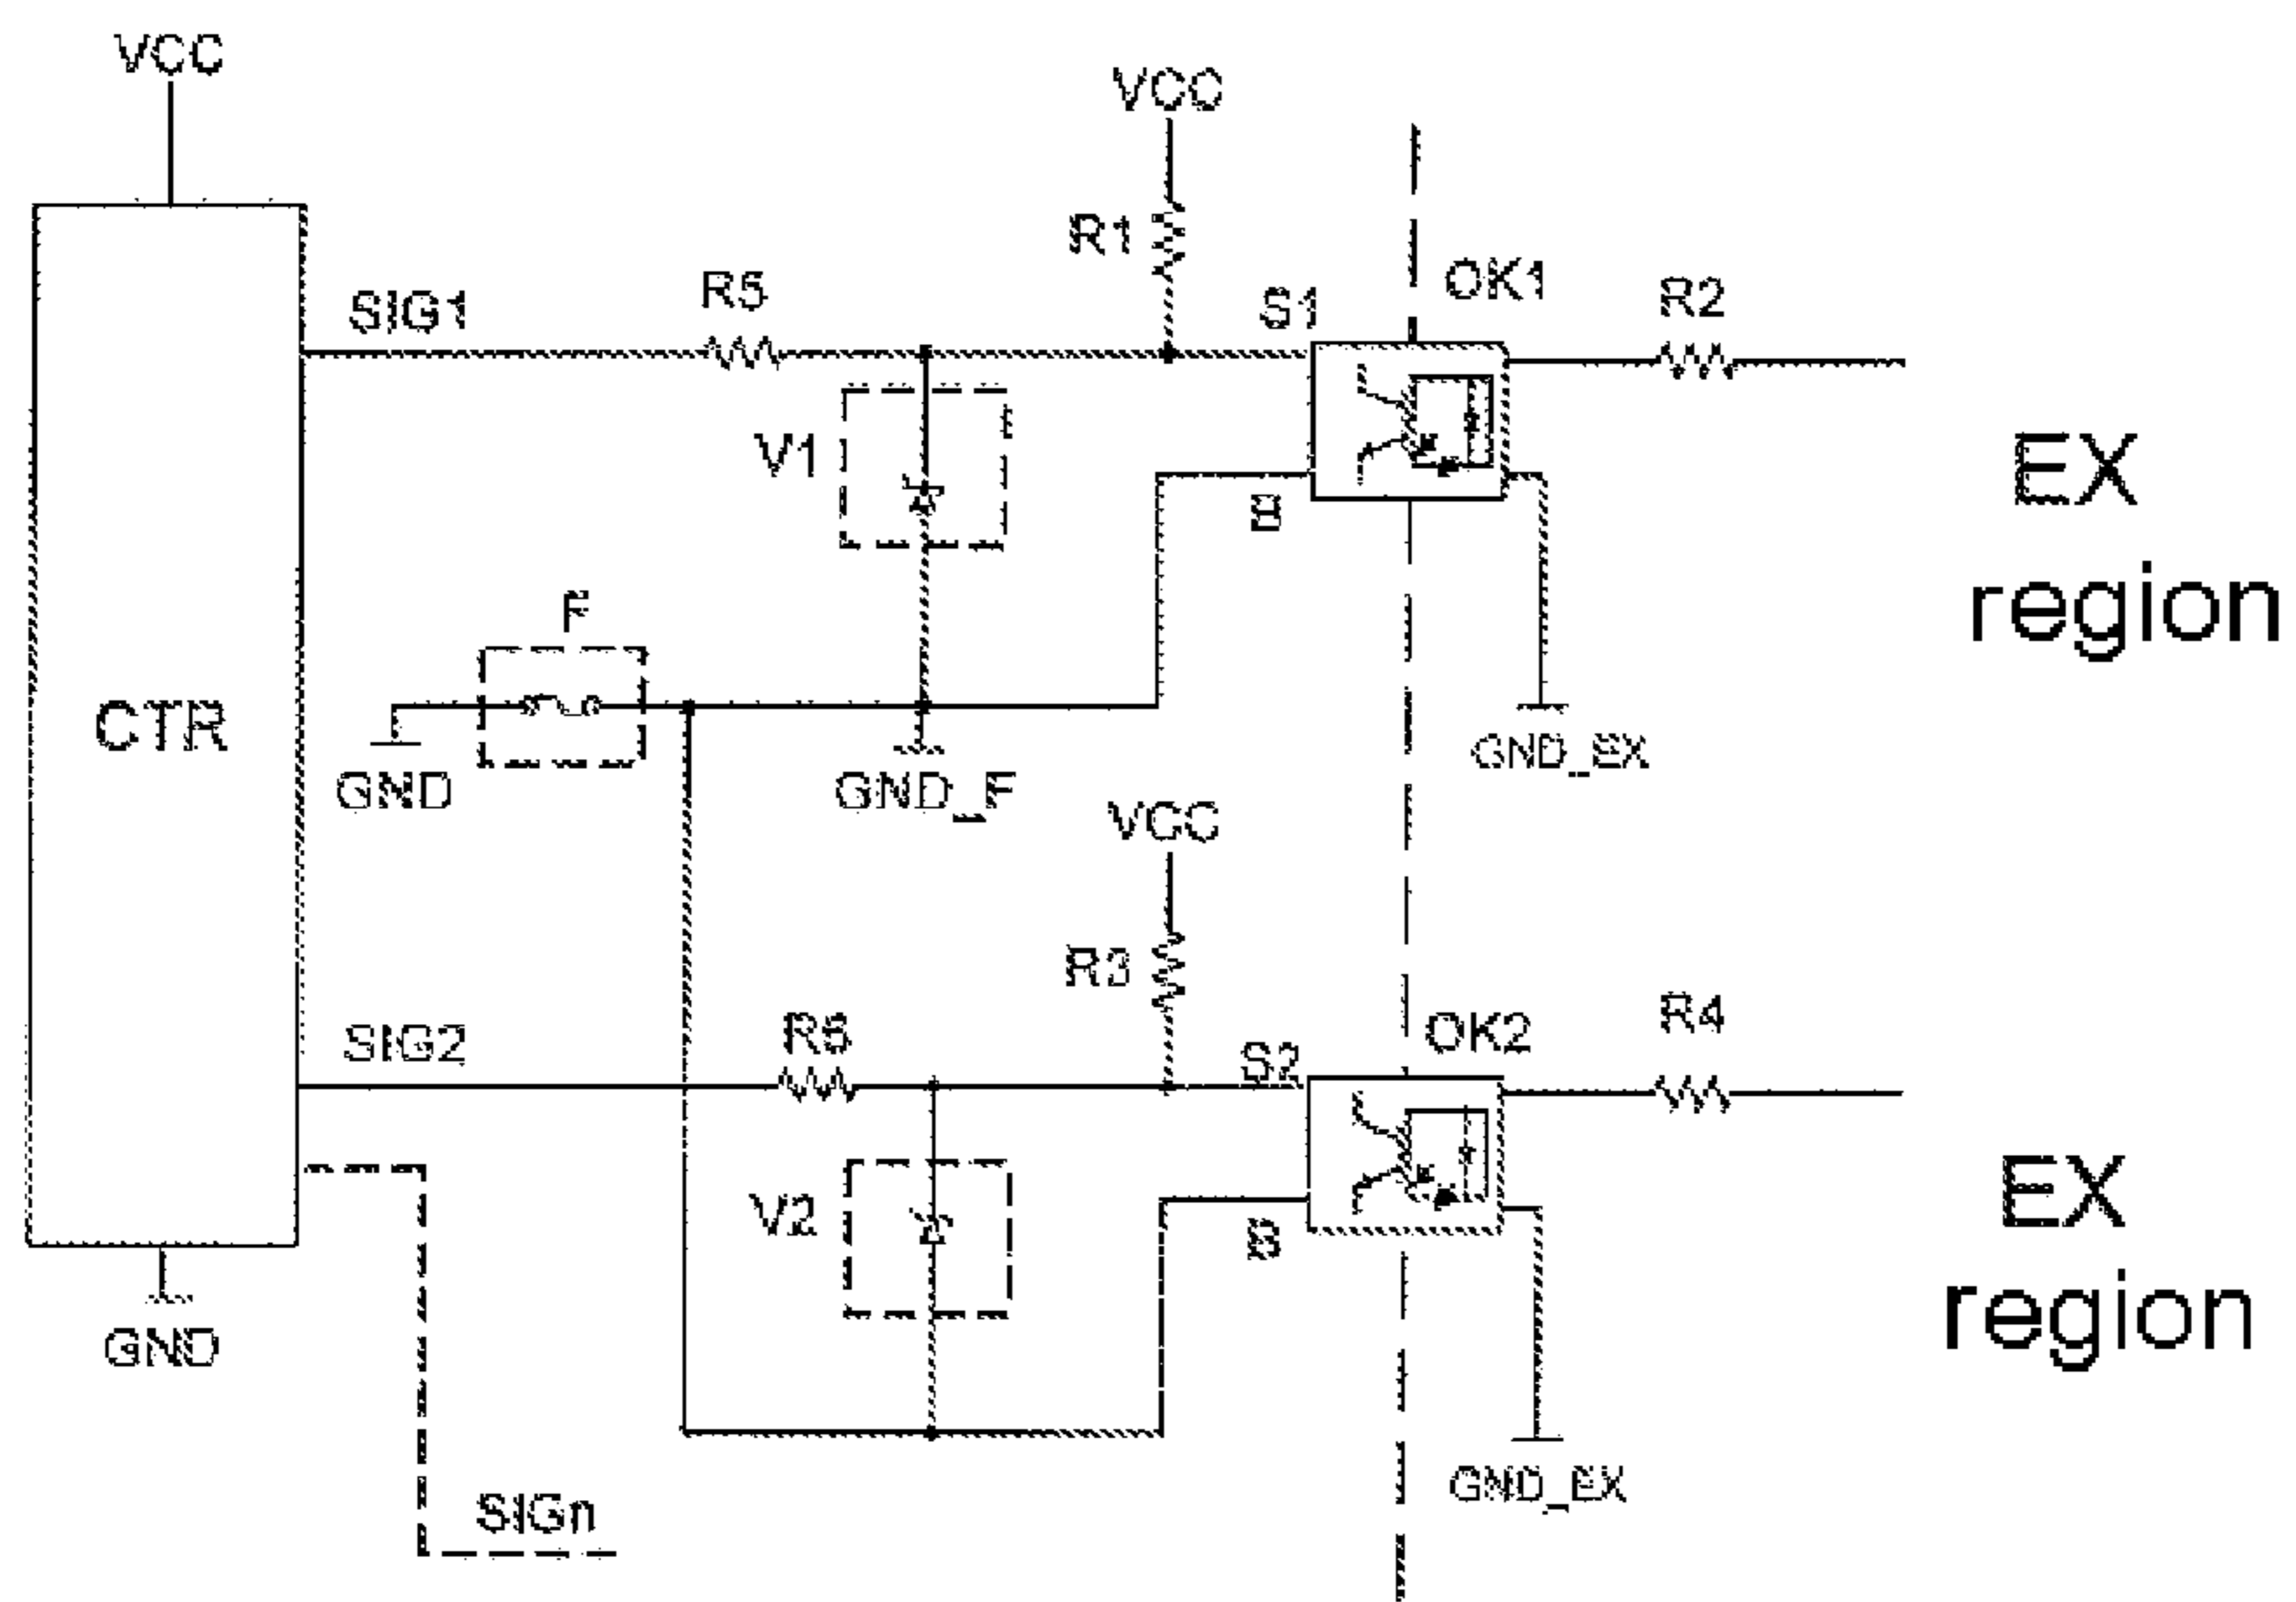 VCC
VCC
R1
OK1
R2
SIG1
R5
S1
V1
EX
region
F
CTR
GND
GND_F
GND_EX
VCC
R3
R4
SIG2
R6
S2
OK2
V2
EX
region
GND
GND_EX
SIGn